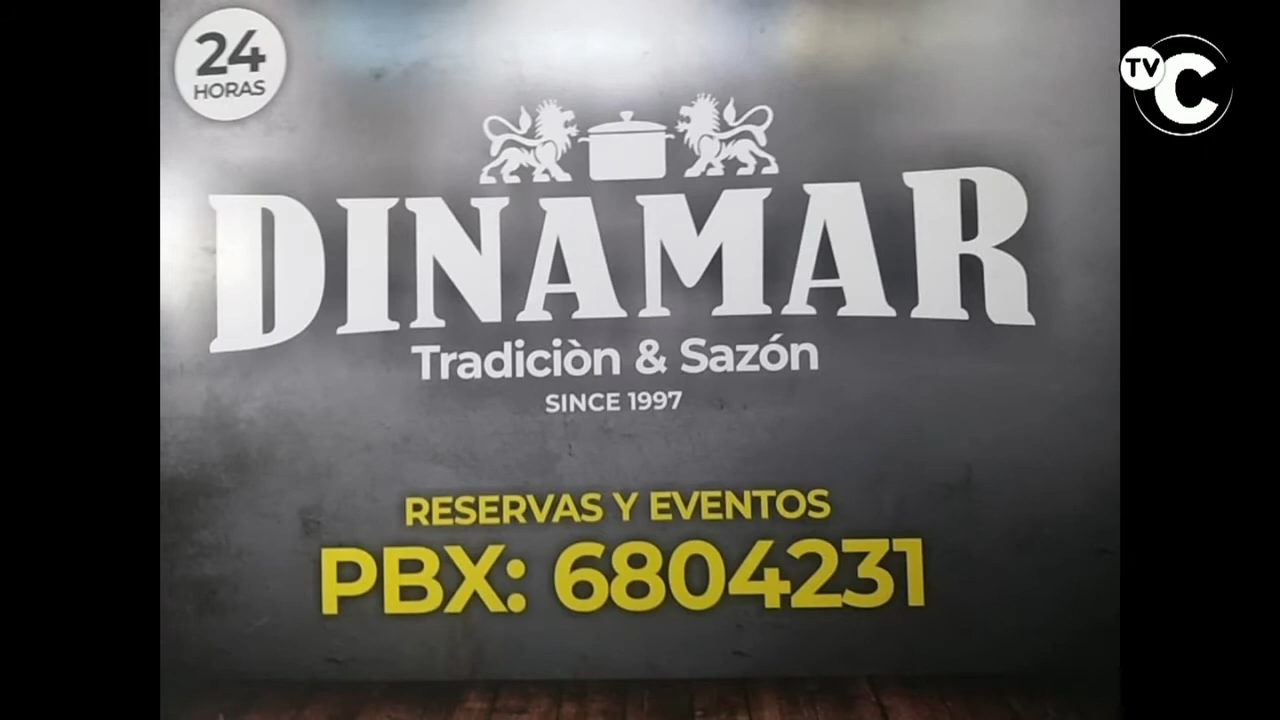 24
HORAS
TV C
DINAMAR
Tradiciòn & Sazón
SINCE 1997
RESERVAS Y EVENTOS
PBX: 6804231